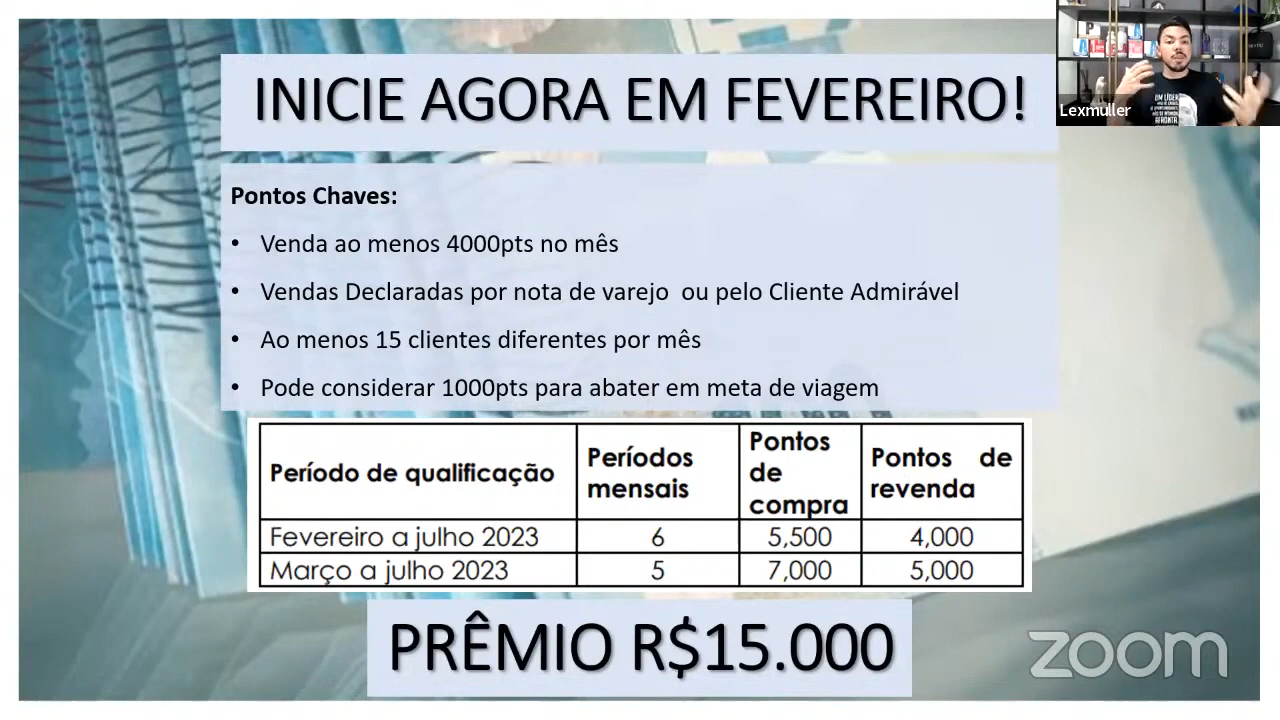 INICIE AGORA EM FEVEREIRO!
Lexmuller
UM LÍDER
AFRONTA.
Pontos Chaves:
• Venda ao menos 4000pts no mês
• Vendas Declaradas por nota de varejo ou pelo Cliente Admirável
• Ao menos 15 clientes diferentes por mês
• Pode considerar 1000pts para abater em meta de viagem
Período de qualificação
Períodos mensais
Pontos de compra
Pontos de revenda
Fevereiro a julho 2023 6 5,500 4,000
Março a julho 2023 5 7,000 5,000
PRÊMIO R$15.000
zoom